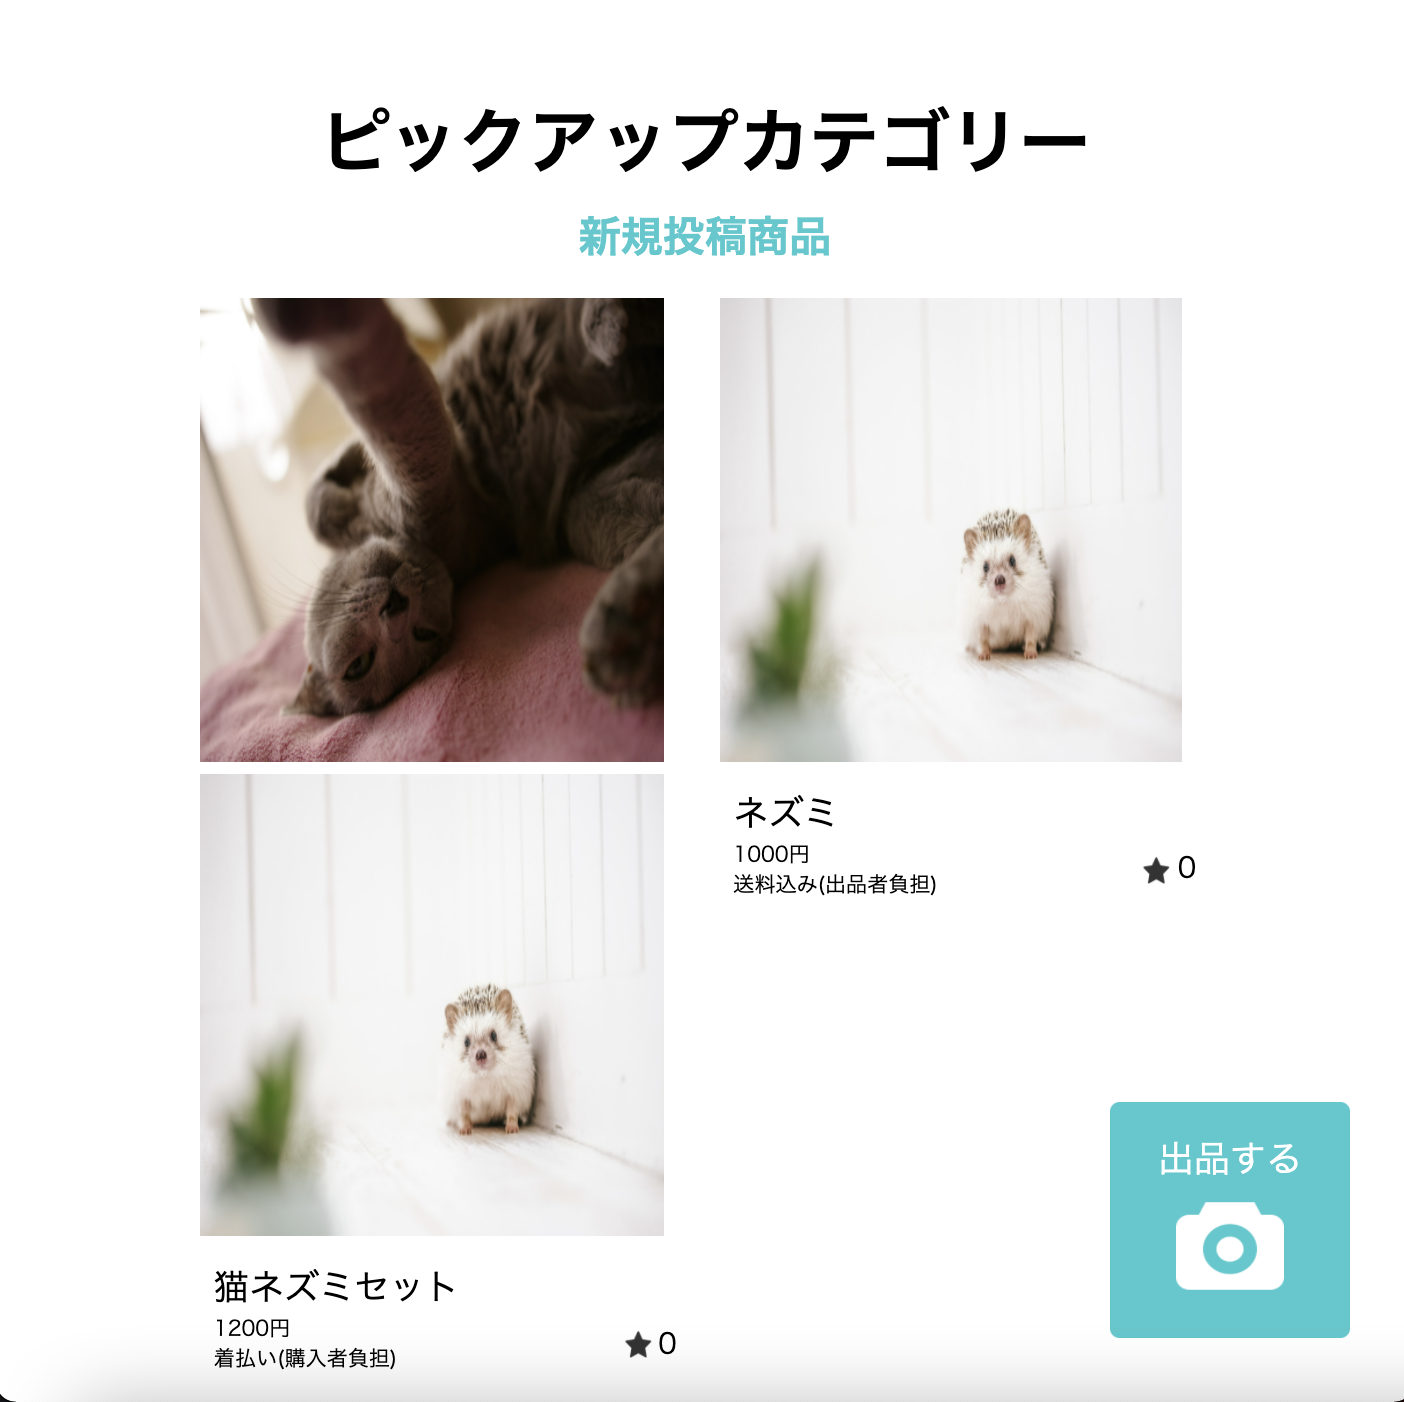 ピックアップカテゴリー
新規投稿商品
ネズミ
1000円
送料込み(出品者負担)
0
猫ネズミセット
1200円
着払い(購入者負担)
0
出品する